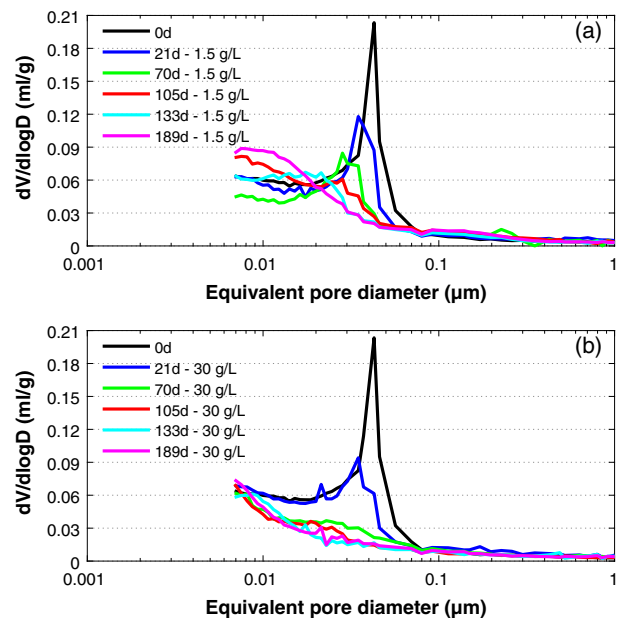 0.21
(a)
0d
0.18
21d - 1.5 g/L
70d - 1.5 g/L
0.15
105d - 1.5 g/L
0.12
133d - 1.5 g/L
189d - 1.5 g/L
0.09
0.06
0.03
0
dV/dlogD (ml/g)
0.001
0.01
0.1
1
Equivalent pore diameter (μm)
0.21
(b)
0d
0.18
21d - 30 g/L
70d - 30 g/L
0.15
105d - 30 g/L
0.12
133d - 30 g/L
189d - 30 g/L
0.09
0.06
0.03
0
dV/dlogD (ml/g)
0.001
0.01
0.1
1
Equivalent pore diameter (μm)